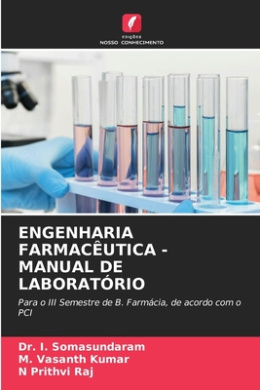 edições
NOSSO CONHECIMENTO
ENGENHARIA
FARMACÊUTICA -
MANUAL DE
LABORATÓRIO
Para o III Semestre de B. Farmácia, de acordo com o
PCI
Dr. I. Somasundaram
M. Vasanth Kumar
N Prithvi Raj